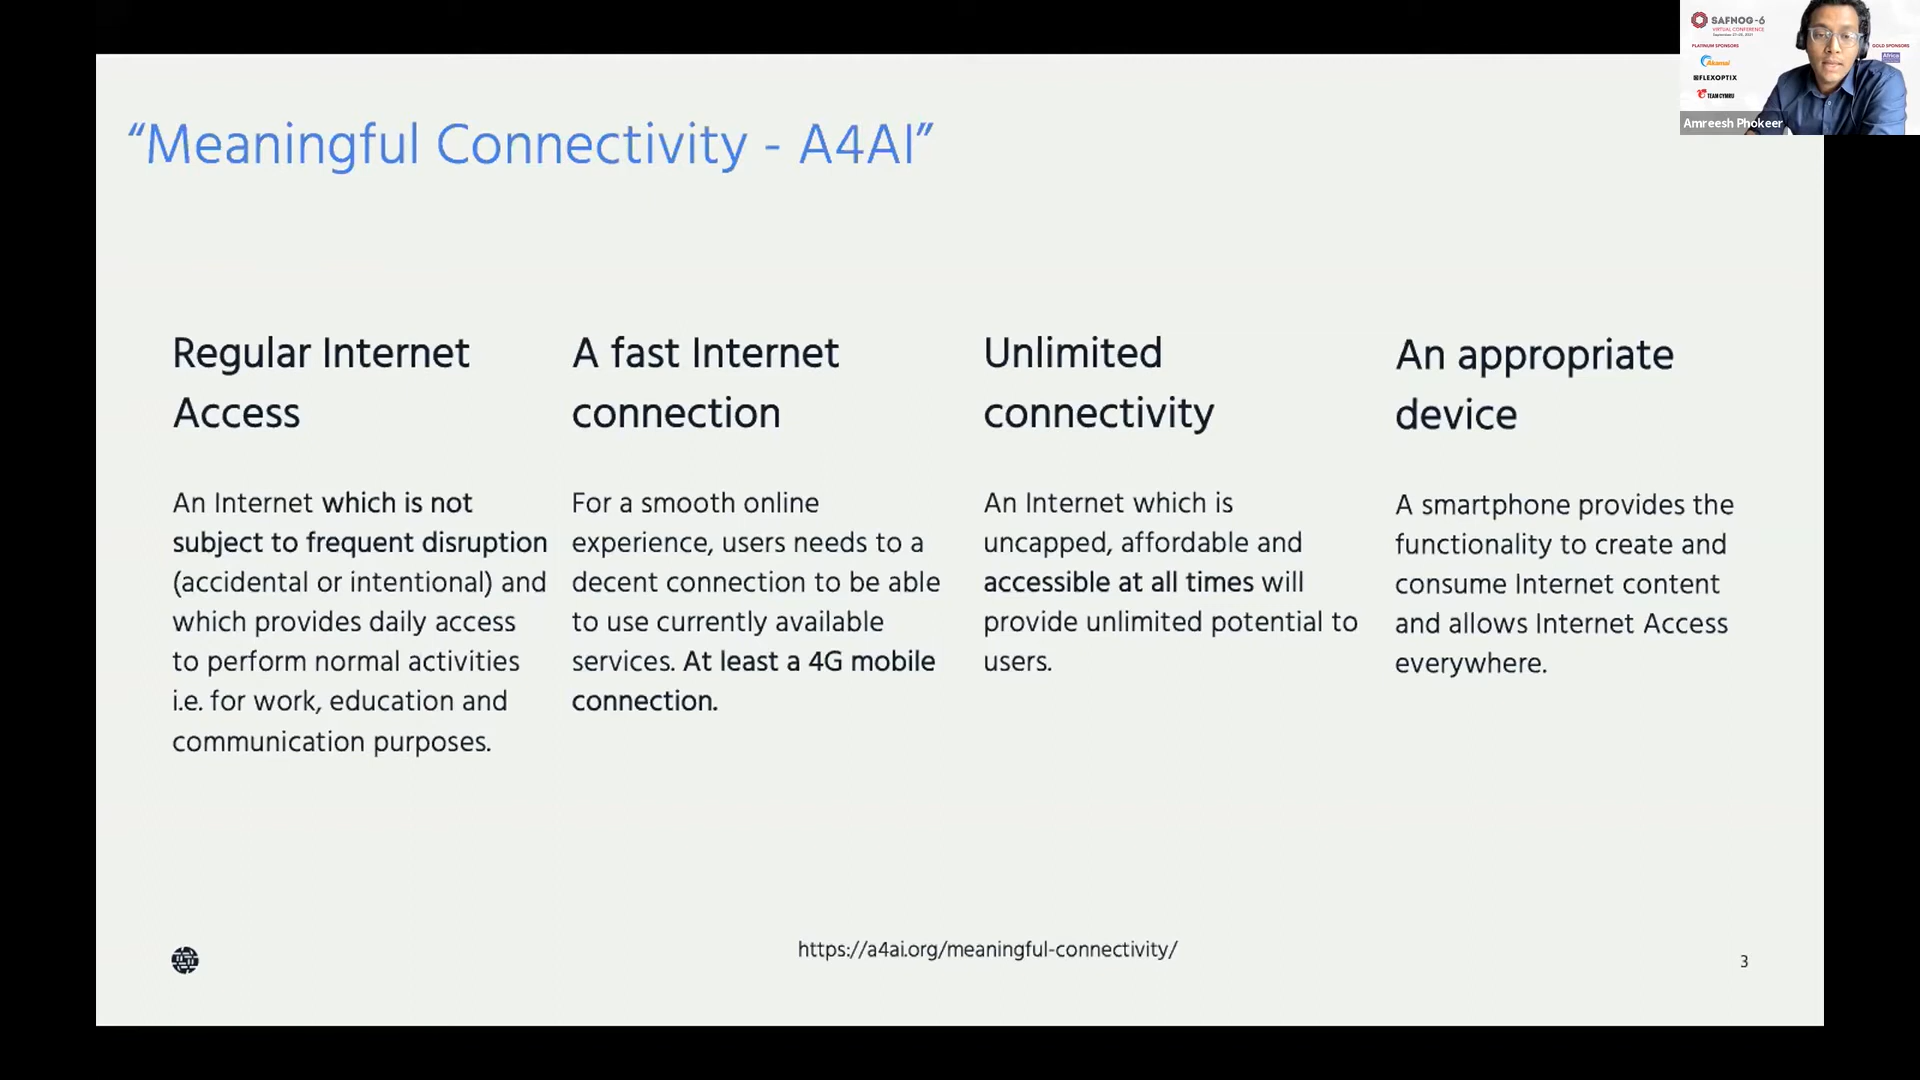 “Meaningful Connectivity - A4AI”
Regular Internet
Access
An Internet which is not
subject to frequent disruption
(accidental or intentional) and
which provides daily access
to perform normal activities
i.e. for work, education and
communication purposes.
A fast Internet
connection
For a smooth online
experience, users needs to a
decent connection to be able
to use currently available
services. At least a 4G mobile
connection.
Unlimited
connectivity
An Internet which is
uncapped, affordable and
accessible at all times will
provide unlimited potential to
users.
An appropriate
device
A smartphone provides the
functionality to create and
consume Internet content
and allows Internet Access
everywhere.
https://a4ai.org/meaningful-connectivity/
3
SAFNOG-6
VIRTUAL CONFERENCE
PLATINUM SPONSORS
GOLD SPONSORS
Akamai
FLEXOPTIX
TEAM CYMRU
Amreesh Phokeer